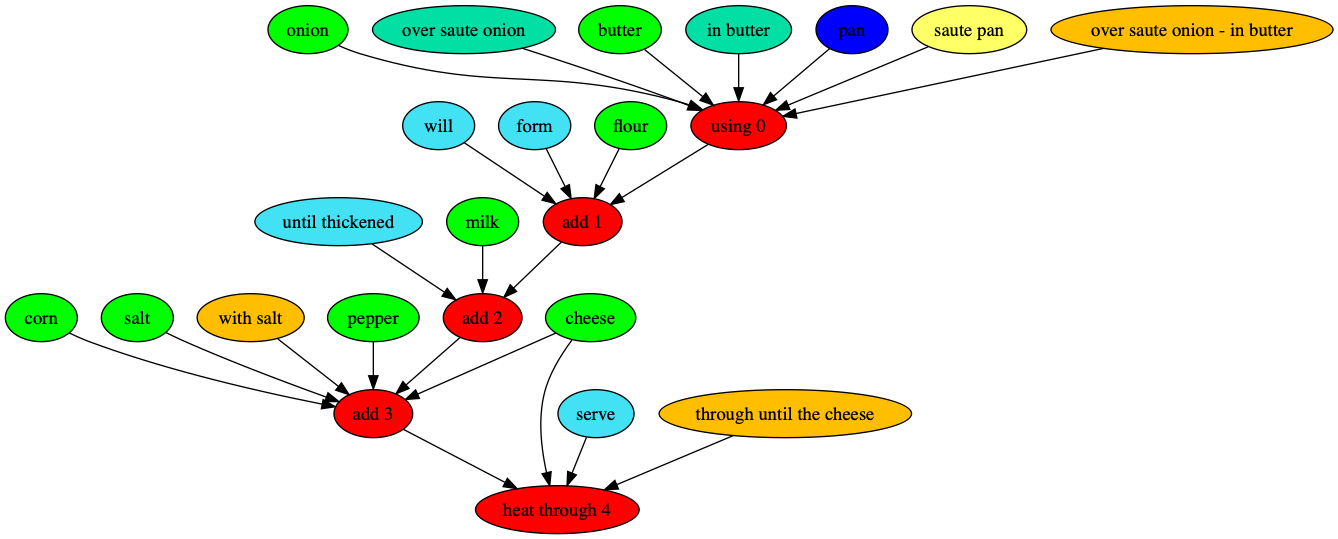 onion
over saute onion
butter
in butter
pan
saute pan
over saute onion - in butter
will
form
flour
using 0
until thickened
milk
add 1
corn
salt
with salt
pepper
add 2
cheese
add 3
serve
through until the cheese
heat through 4